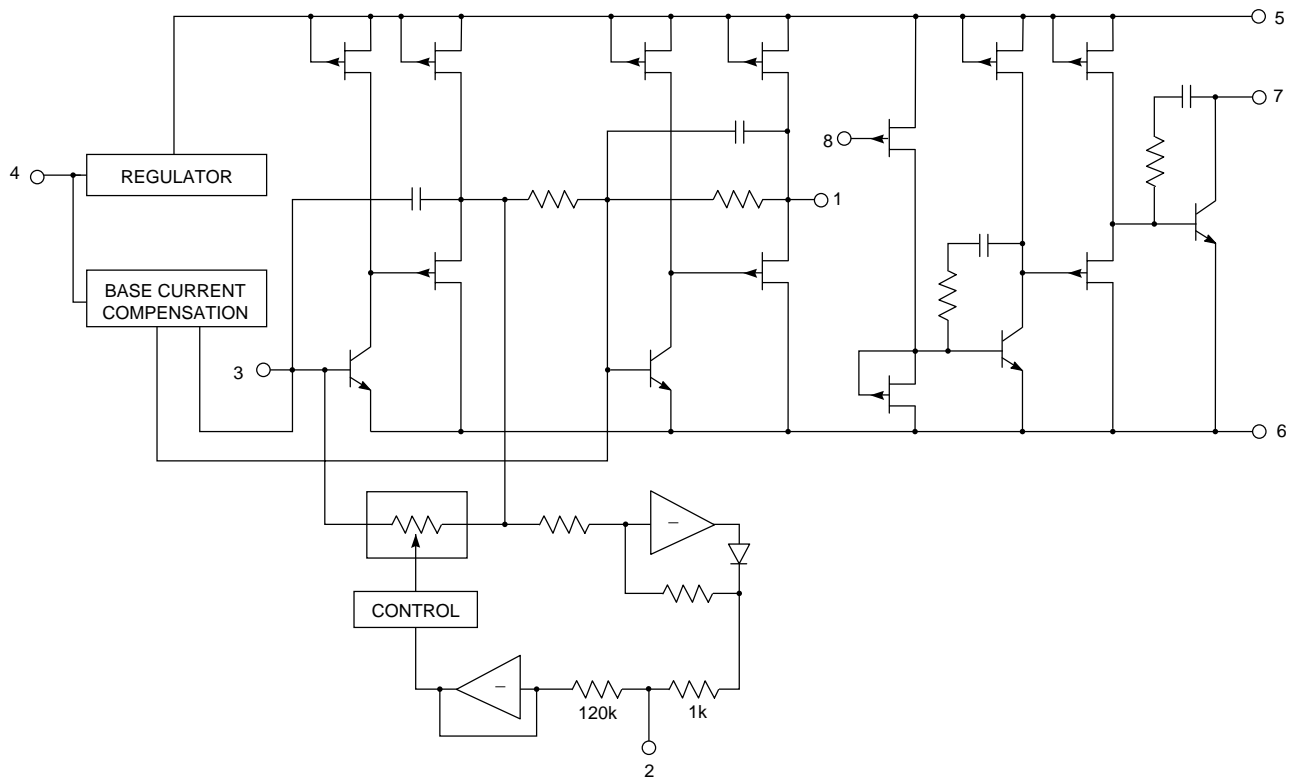 5
7
8
4
REGULATOR
1
BASE CURRENT
COMPENSATION
3
6
−
CONTROL
−
120k
1k
2